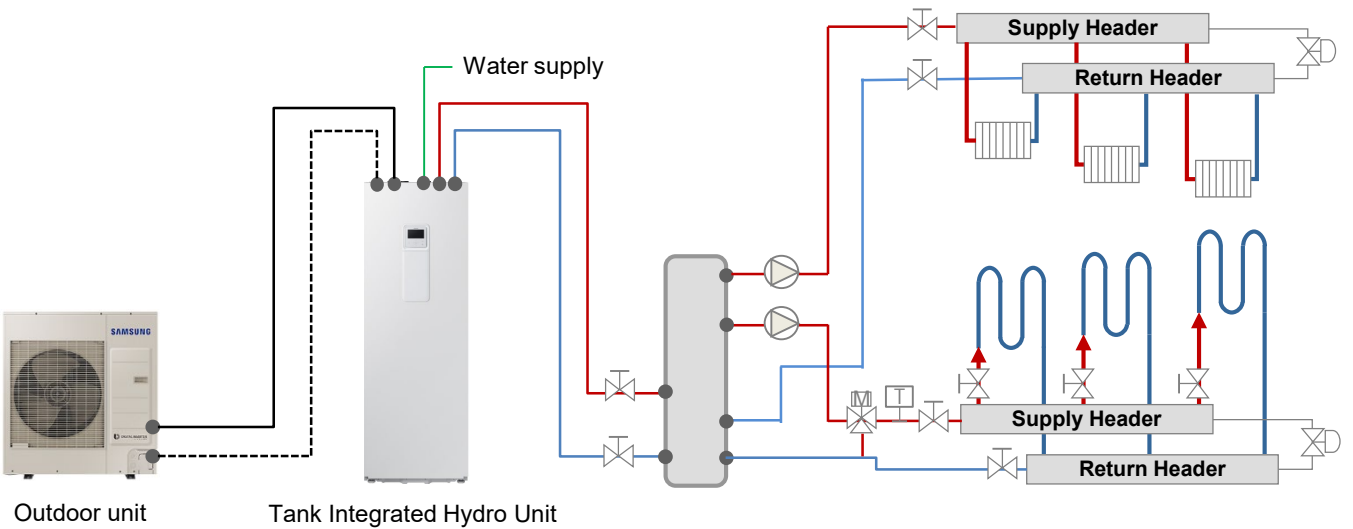 Supply Header
Return Header
Water supply
SAMSUNG
M
T
Supply Header
Return Header
Outdoor unit
Tank Integrated Hydro Unit